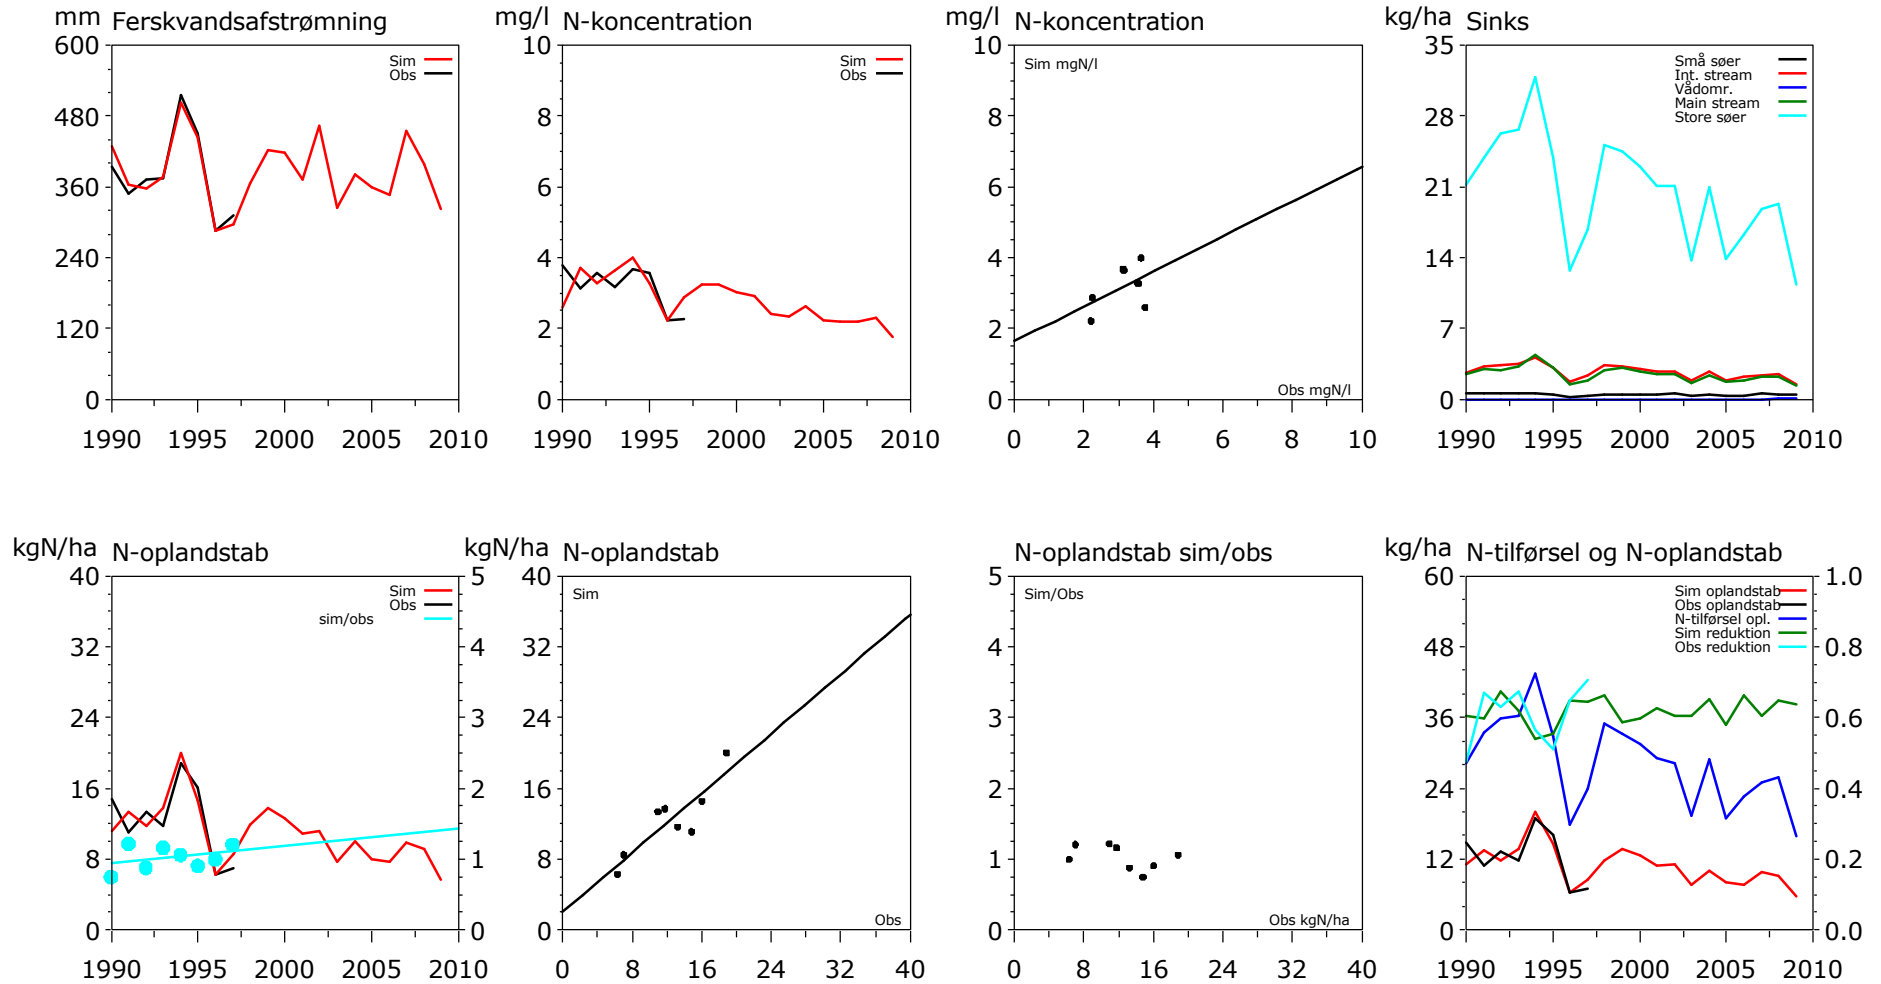 mm Ferskvandsafstrømning
600
480
360
240
120
0
Sim
Obs
1990 1995 2000 2005 2010
mg/l N-koncentration
10
8
6
4
2
0
Sim
Obs
1990 1995 2000 2005 2010
mg/l N-koncentration
10
8
6
4
2
0
Sim mgN/l
Obs mgN/l
0 2 4 6 8 10
kg/ha Sinks
35
28
21
14
7
0
Små søer
Int. stream
Vådomr.
Main stream
Store søer
1990 1995 2000 2005 2010
kgN/ha N-oplandstab
40
32
24
16
8
0
Sim
Obs
sim/obs
5
4
3
2
1
0
1990 1995 2000 2005 2010
kgN/ha N-oplandstab
40
32
24
16
8
0
Sim
Obs
0 8 16 24 32 40
N-oplandstab sim/obs
5
4
3
2
1
0
Sim/Obs
Obs kgN/ha
0 8 16 24 32 40
kg/ha N-tilførsel og N-oplandstab
60
48
36
24
12
0
Sim oplandstab
Obs oplandstab
N-tilførsel opl.
Sim reduktion
Obs reduktion
1.0
0.8
0.6
0.4
0.2
0.0
1990 1995 2000 2005 2010